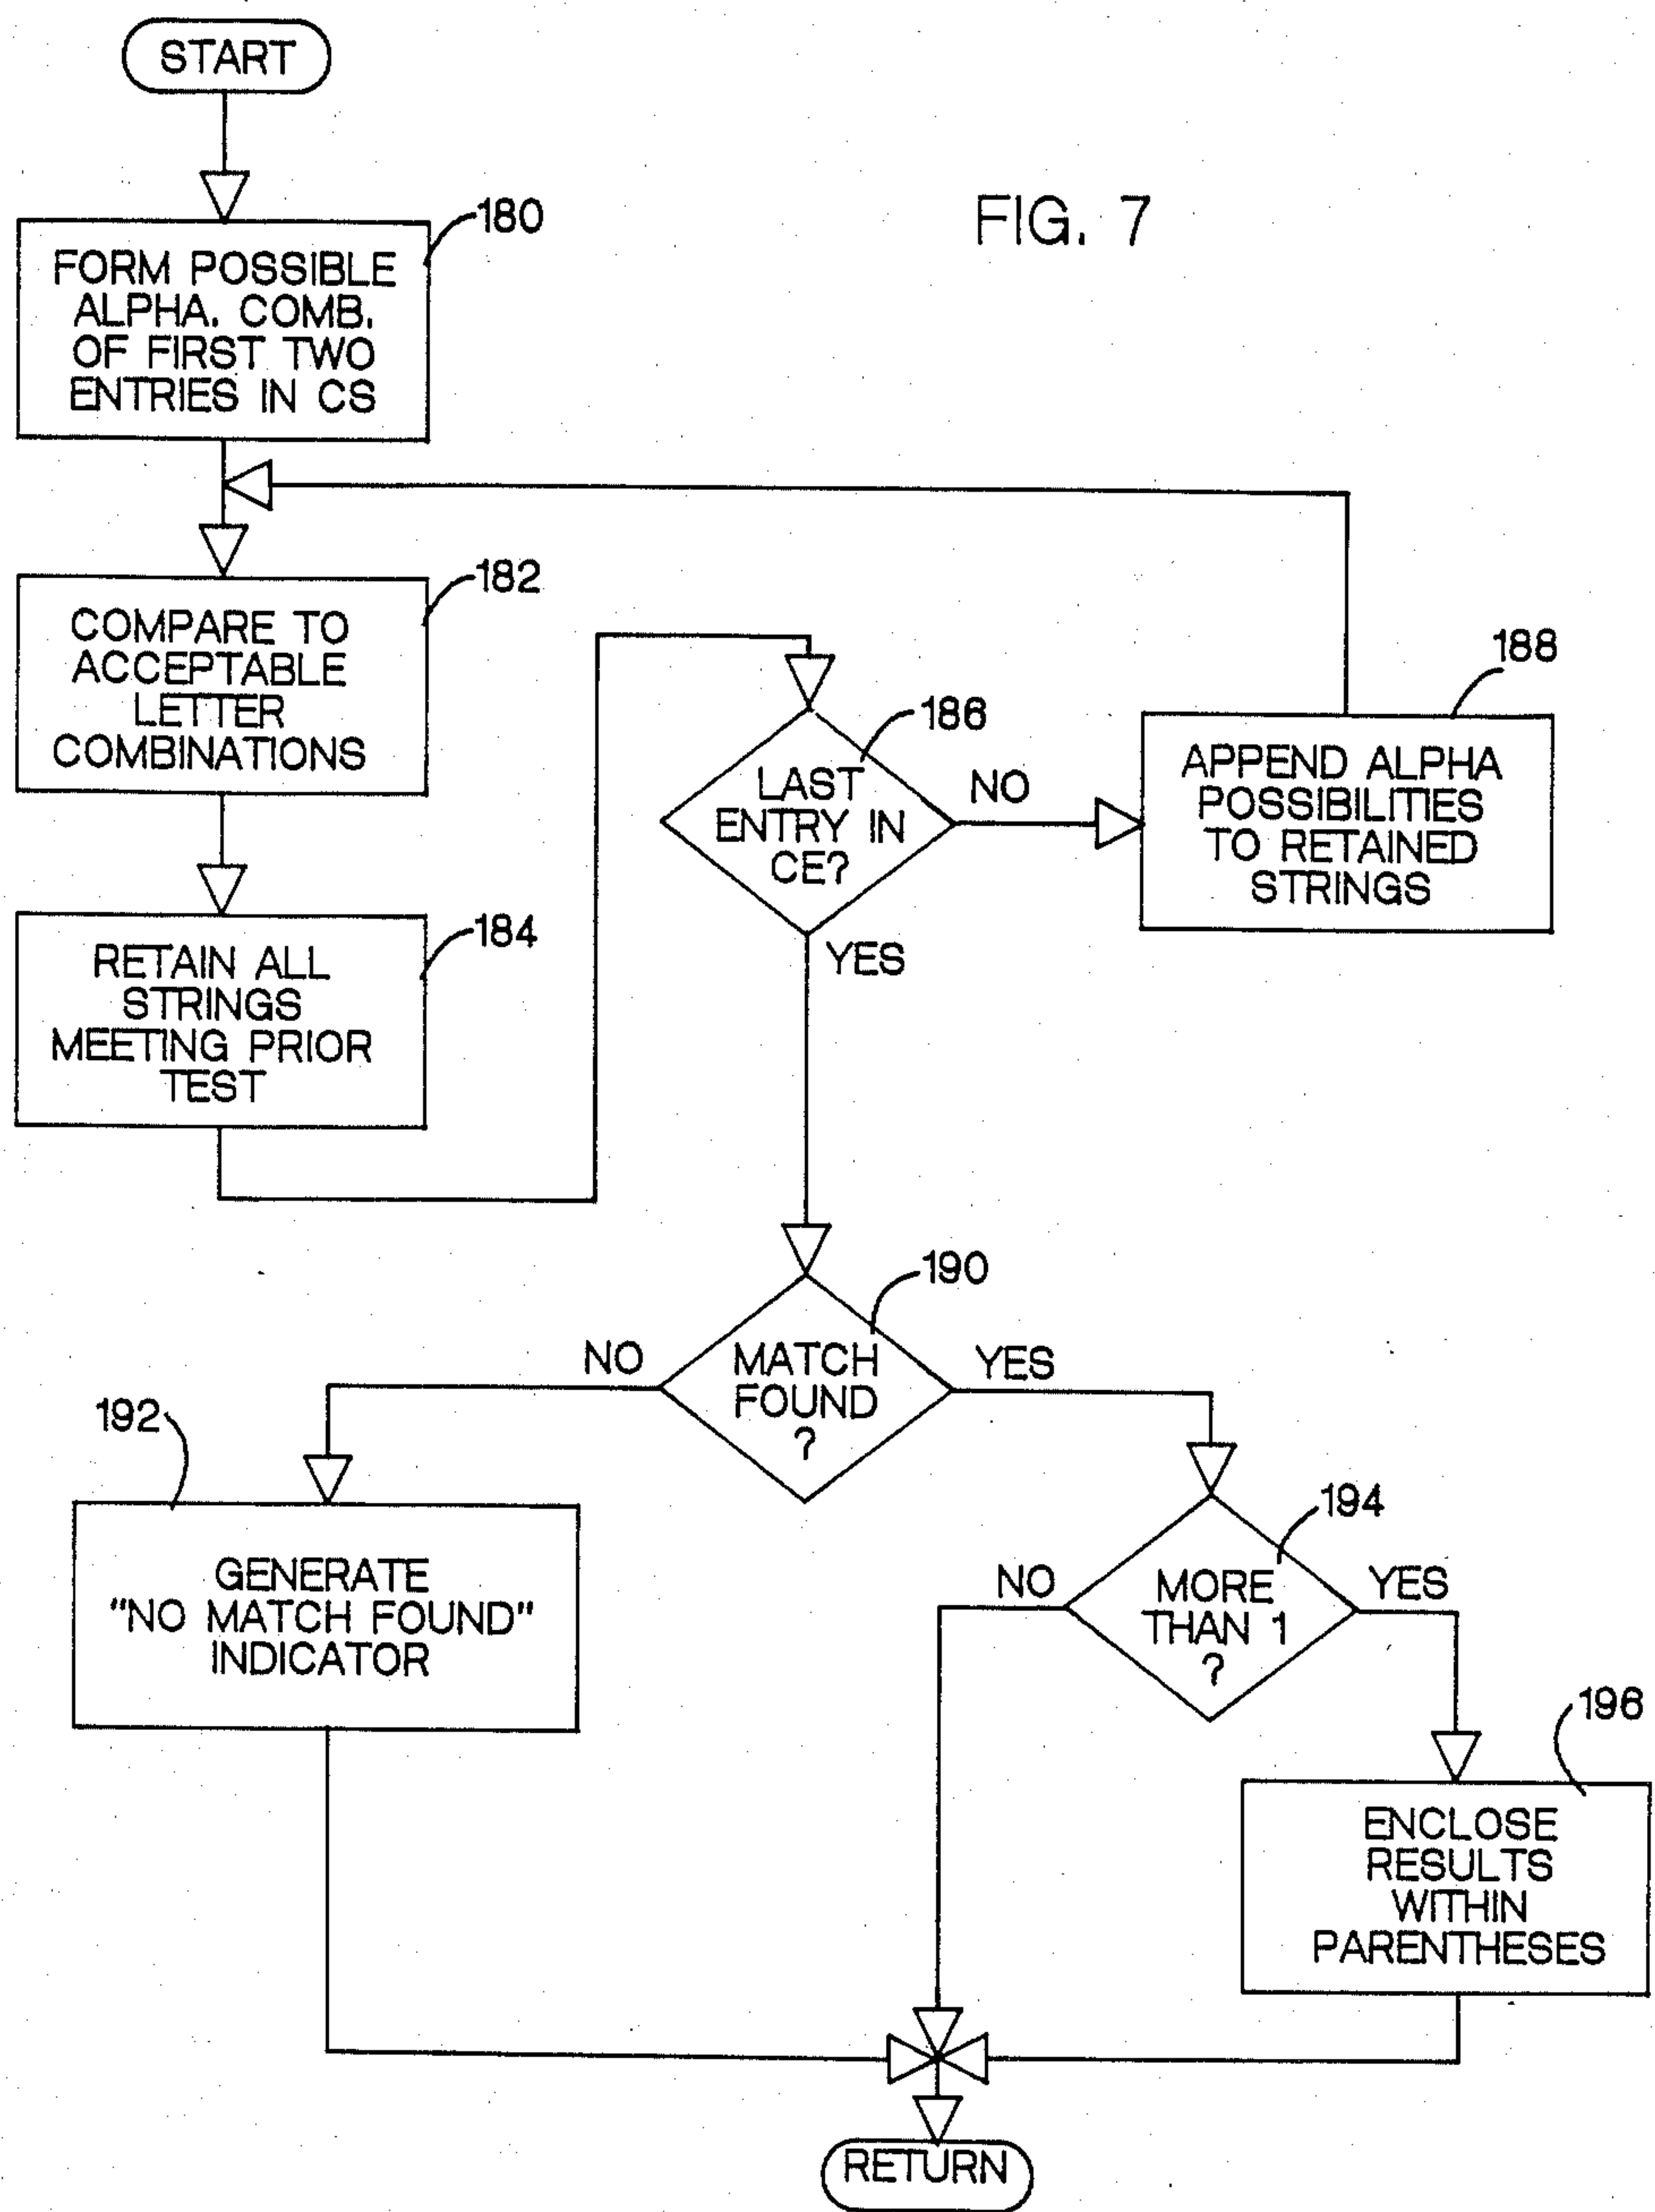 START
FIG. 7
180
FORM POSSIBLE
ALPHA. COMB.
OF FIRST TWO
ENTRIES IN CS
182
COMPARE TO
ACCEPTABLE
LETTER
COMBINATIONS
184
RETAIN ALL
STRINGS
MEETING PRIOR
TEST
186
LAST
ENTRY IN
CE?
NO
YES
188
APPEND ALPHA
POSSIBILITIES
TO RETAINED
STRINGS
190
MATCH
FOUND
?
NO
YES
192
GENERATE
"NO MATCH FOUND"
INDICATOR
194
MORE
THAN 1
?
NO
YES
196
ENCLOSE
RESULTS
WITHIN
PARENTHESES
RETURN